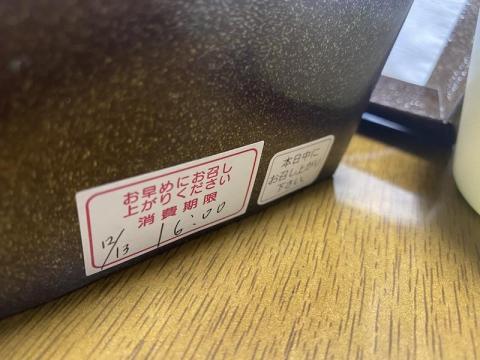 お早めにお召し
上がりください
消費期限
12/13 16:00
本日中に
お召し上がり
下さい。